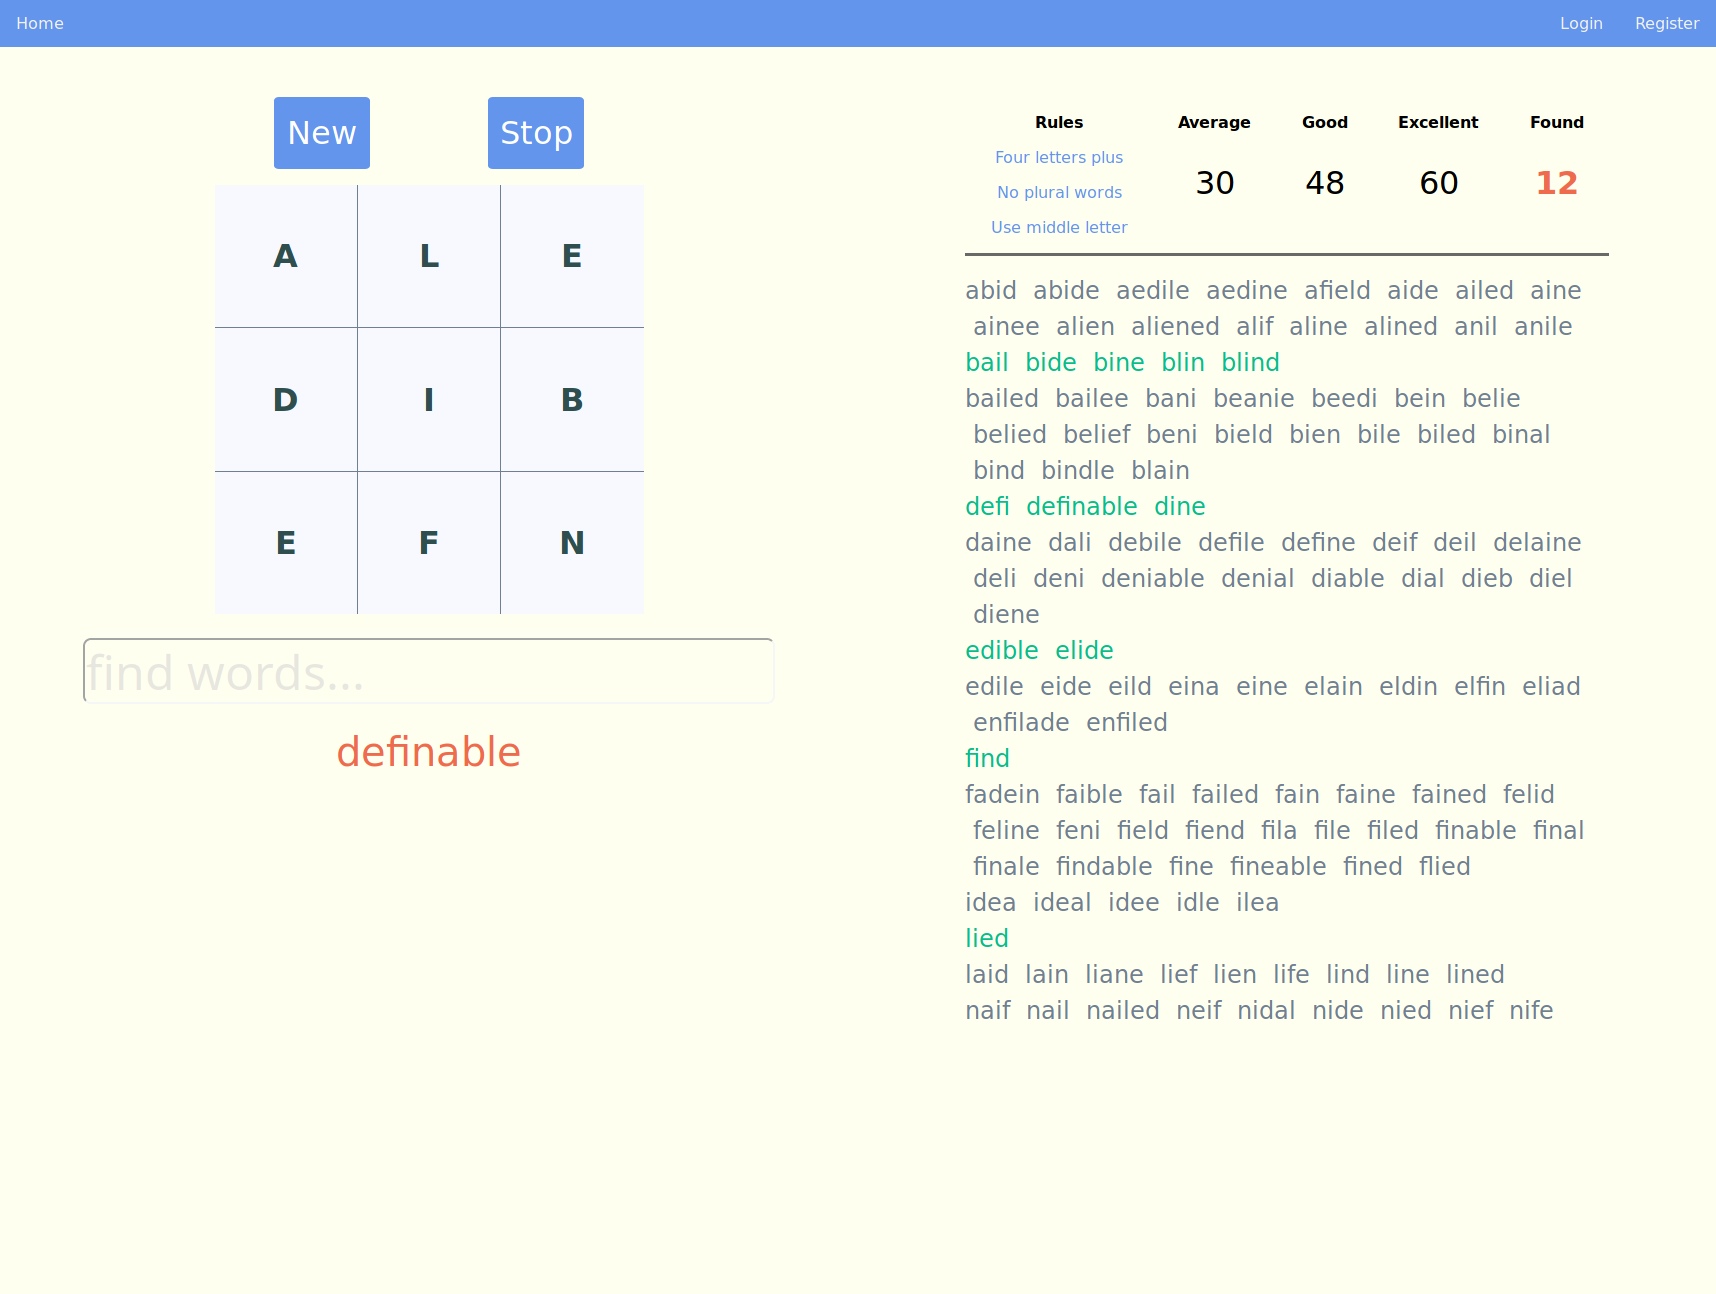 Home Login Register
New Stop
A L E
D I B
E F N
find words...
definable
Rules Average Good Excellent Found
Four letters plus
No plural words
Use middle letter
30 48 60 12
abid abide aedile aedine afield aide ailed aine
ainee alien aliened alif aline alined anil anile
bail bide bine blin blind
bailed bailee bani beanie beedi bein belie
belied belief beni bield bien bile biled binal
bind bindle blain
defi definable dine
daine dali debile defile define deif deil delaine
deli deni deniable denial diable dial dieb diel
diene
edible elide
edile eide eild eina eine elain eldin elfin eliad
enfilade enfiled
find
fadein faible fail failed fain faine fained felid
feline feni field fiend fila file filed finable final
finale findable fine fineable fined flied
idea ideal idee idle ilea
lied
laid lain liane lief lien life lind line lined
naif nail nailed neif nidal nide nied nief nife